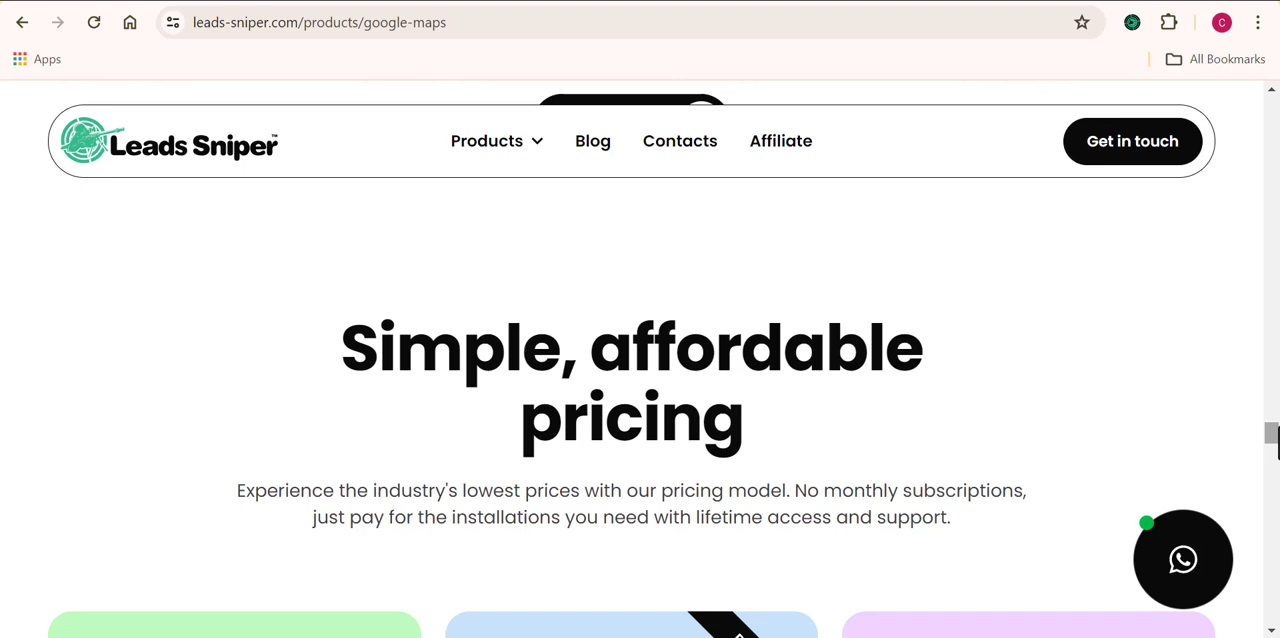 leads-sniper.com/products/google-maps
C
Apps
All Bookmarks
Leads Sniper™
Products
Blog
Contacts
Affiliate
Get in touch
Simple, affordable
pricing
Experience the industry's lowest prices with our pricing model. No monthly subscriptions,
just pay for the installations you need with lifetime access and support.